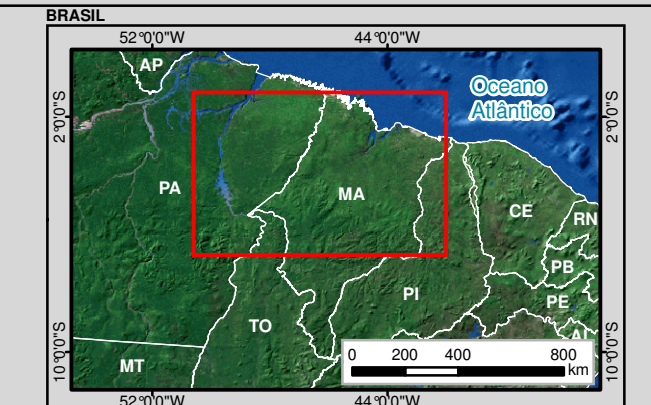 BRASIL
52°0'0"W 44°0'0"W
AP
Oceano
Atlântico
2°0'0"S 2°0'0"S
PA MA CE RN
PB
PI PE
TO AL
10°0'0"S 10°0'0"S
MT
0 200 400 800
km
52°0'0"W 44°0'0"W